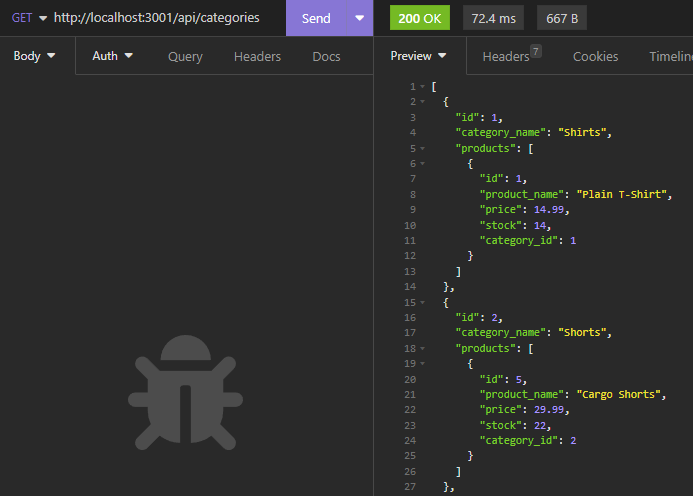 GET http://localhost:3001/api/categories Send 200 OK 72.4 ms 667 B
Body Auth Query Headers Docs Preview Headers 7 Cookies Timeline
1 [
2 {
3 "id": 1,
4 "category_name": "Shirts",
5 "products": [
6 {
7 "id": 1,
8 "product_name": "Plain T-Shirt",
9 "price": 14.99,
10 "stock": 14,
11 "category_id": 1
12 }
13 ]
14 },
15 {
16 "id": 2,
17 "category_name": "Shorts",
18 "products": [
19 {
20 "id": 5,
21 "product_name": "Cargo Shorts",
22 "price": 29.99,
23 "stock": 22,
24 "category_id": 2
25 }
26 ]
27 },